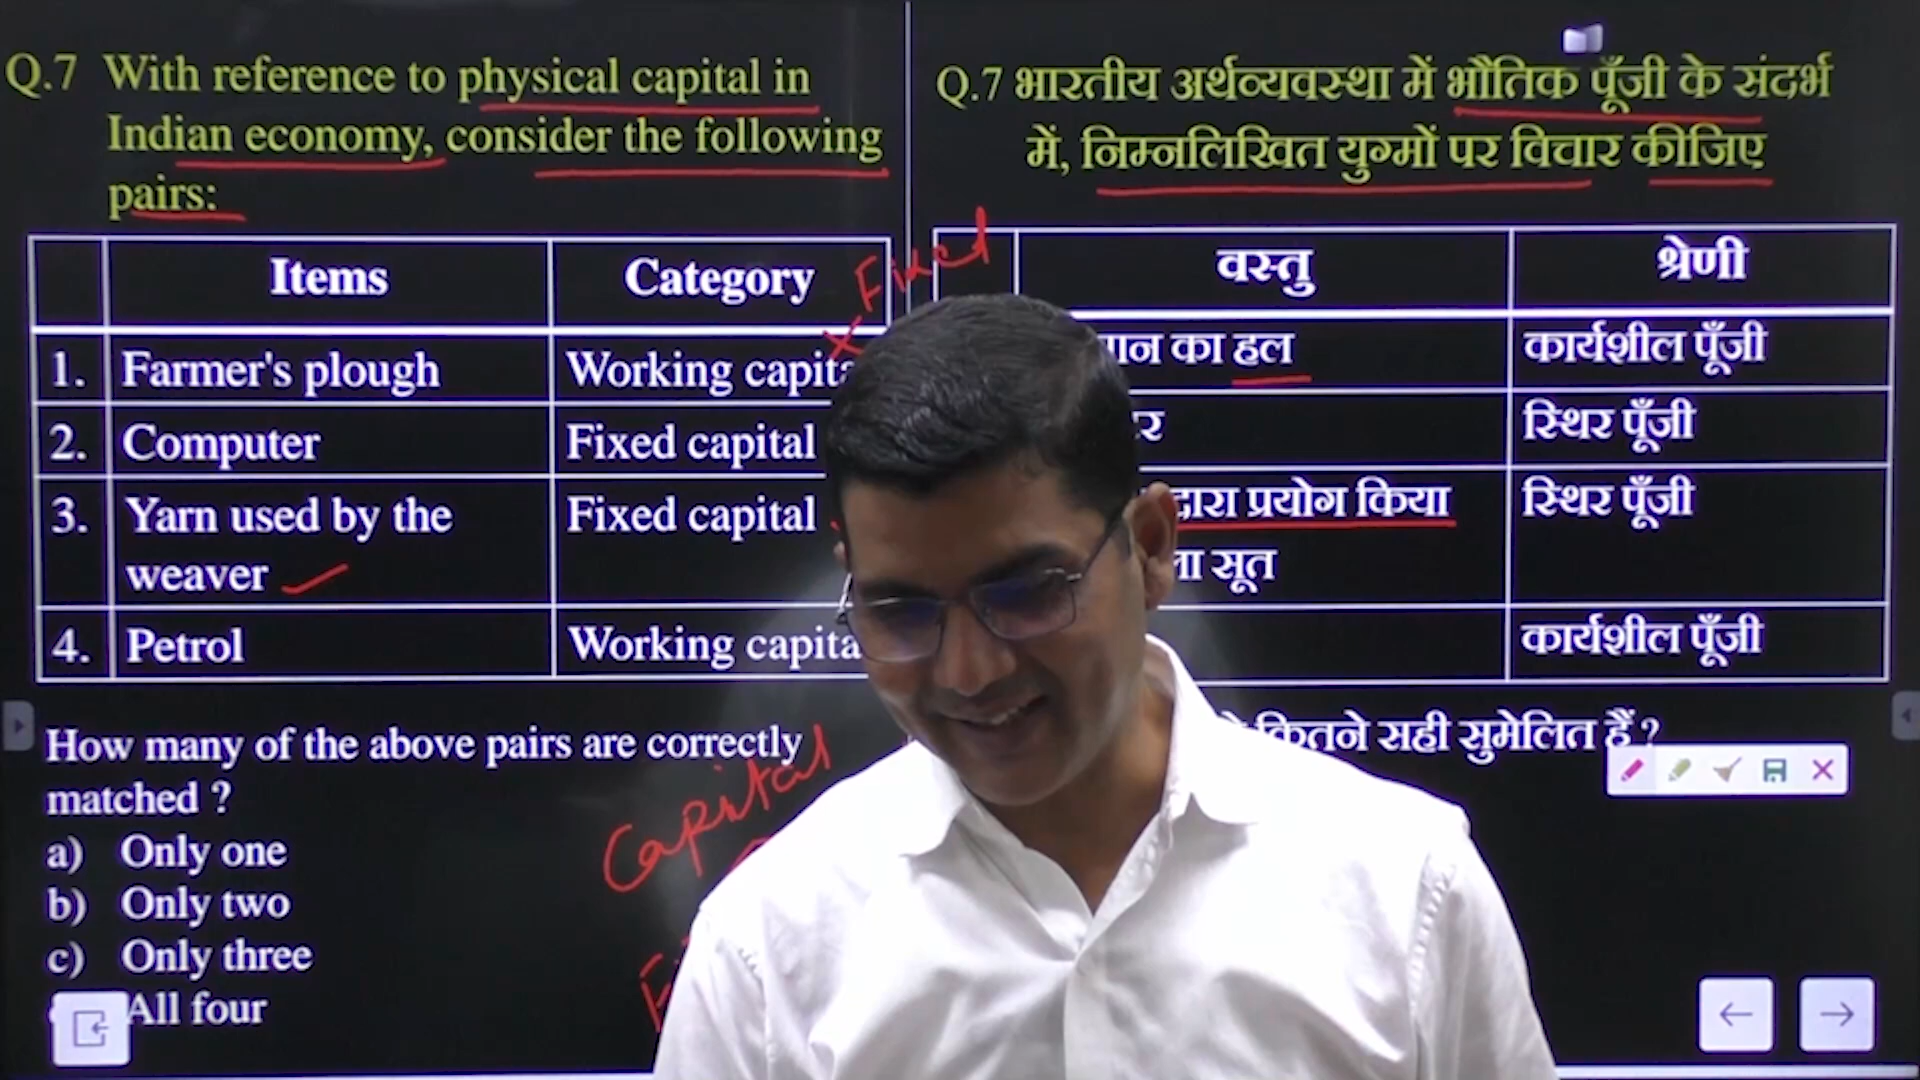 Q.7 With reference to physical capital in
Indian economy, consider the following
pairs:
Items Category
1. Farmer's plough Working
2. Computer Fixed capital
3. Yarn used by the Fixed capital
weaver
4. Petrol Working
How many of the above pairs are correctly
matched ?
a) Only one
b) Only two
c) Only three
All four
Fixed
Capital
Q.7 भारतीय अर्थव्यवस्था में भौतिक पूँजी के संदर्भ
में, निम्नलिखित युग्मों पर विचार कीजिए
वस्तु श्रेणी
का हल कार्यशील पूँजी
स्थिर पूँजी
द्वारा प्रयोग किया स्थिर पूँजी
सूत
कार्यशील पूँजी
कितने सही सुमेलित हैं ?